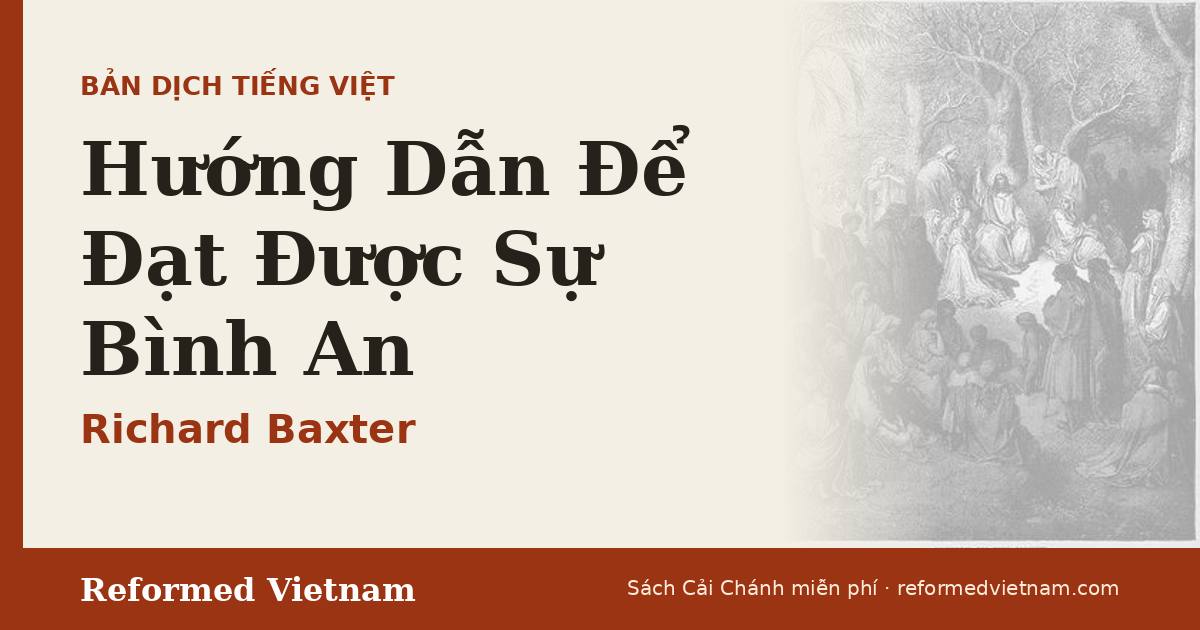 BẢN DỊCH TIẾNG VIỆT
Hướng Dẫn Để
Đạt Được Sự
Bình An
Richard Baxter
Reformed Vietnam
Sách Cải Chánh miễn phí · reformedvietnam.com